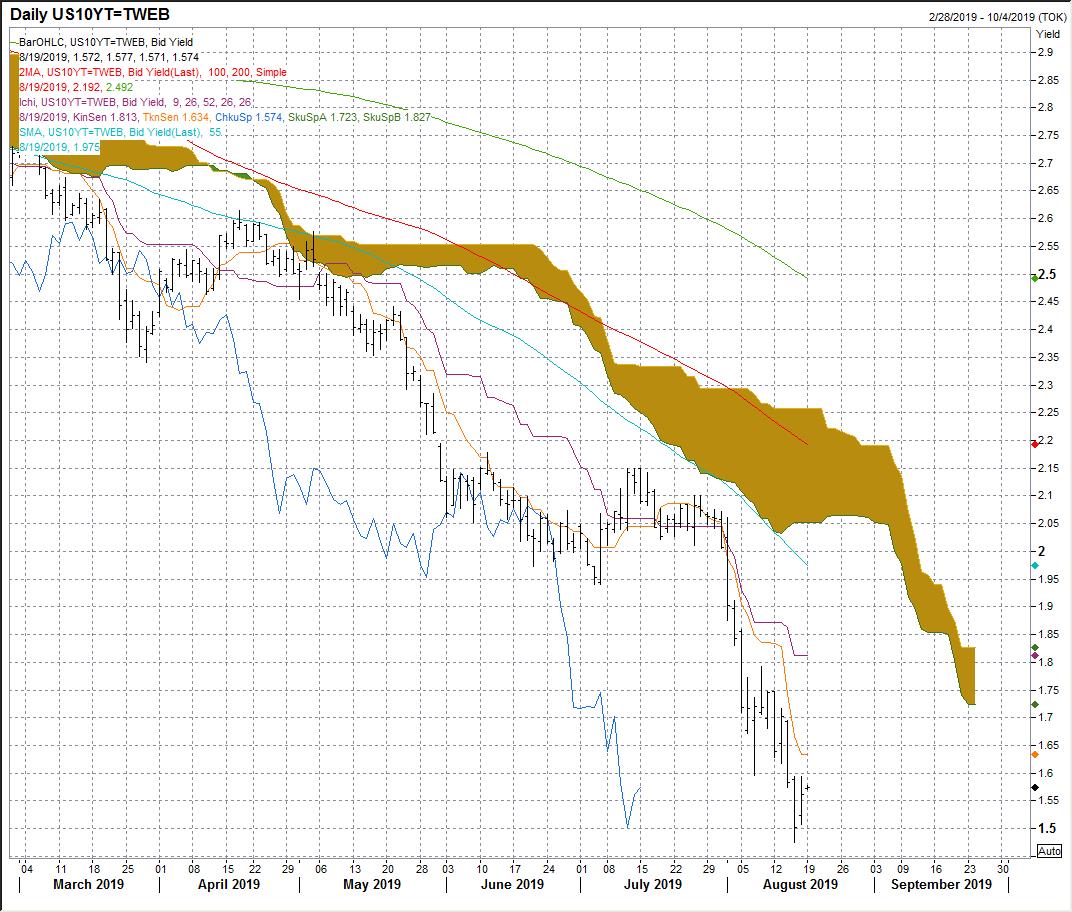 Daily US10YT=TWEB
2/28/2019 - 10/4/2019 (TOK)
Yield
BarOHLC, US10YT=TWEB, Bid Yield
8/19/2019, 1.572, 1.577, 1.571, 1.574
2MA, US10YT=TWEB, Bid Yield(Last), 100, 200, Simple
8/19/2019, 2.192, 2.492
Ichi, US10YT=TWEB, Bid Yield, 9, 26, 52, 26, 26
8/19/2019, KinSen 1.813, TknSen 1.634, ChkuSp 1.574, SkuSpA 1.723, SkuSpB 1.827
SMA, US10YT=TWEB, Bid Yield(Last), 55
8/19/2019, 1.975
2.9
2.85
2.8
2.75
2.7
2.65
2.6
2.55
2.5
2.45
2.4
2.35
2.3
2.25
2.2
2.15
2.1
2.05
2
1.95
1.9
1.85
1.8
1.75
1.7
1.65
1.6
1.55
1.5
Auto
04 11 18 25 01 08 15 22 29 06 13 20 28 03 10 17 24 01 08 15 22 29 05 12 19 26 03 09 16 23 30
March 2019 April 2019 May 2019 June 2019 July 2019 August 2019 September 2019